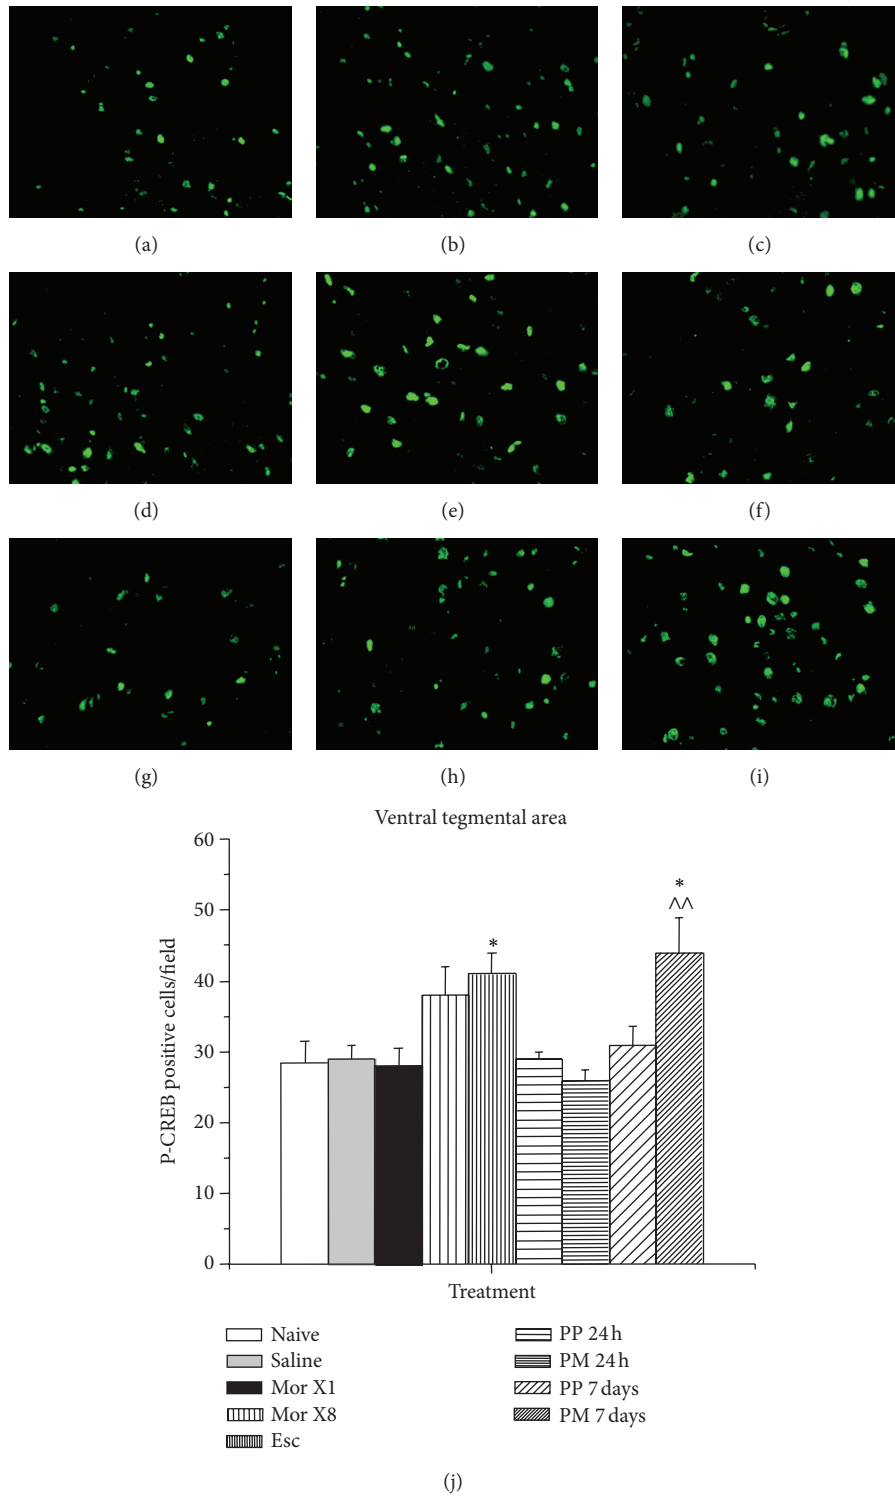 (a) (b) (c)
(d) (e) (f)
(g) (h) (i)
Ventral tegmental area
60
50
40
30
20
10
0
P-CREB positive cells/field
*
*
^^
Treatment
Naive
Saline
Mor X1
Mor X8
Esc
PP 24 h
PM 24 h
PP 7 days
PM 7 days
(j)